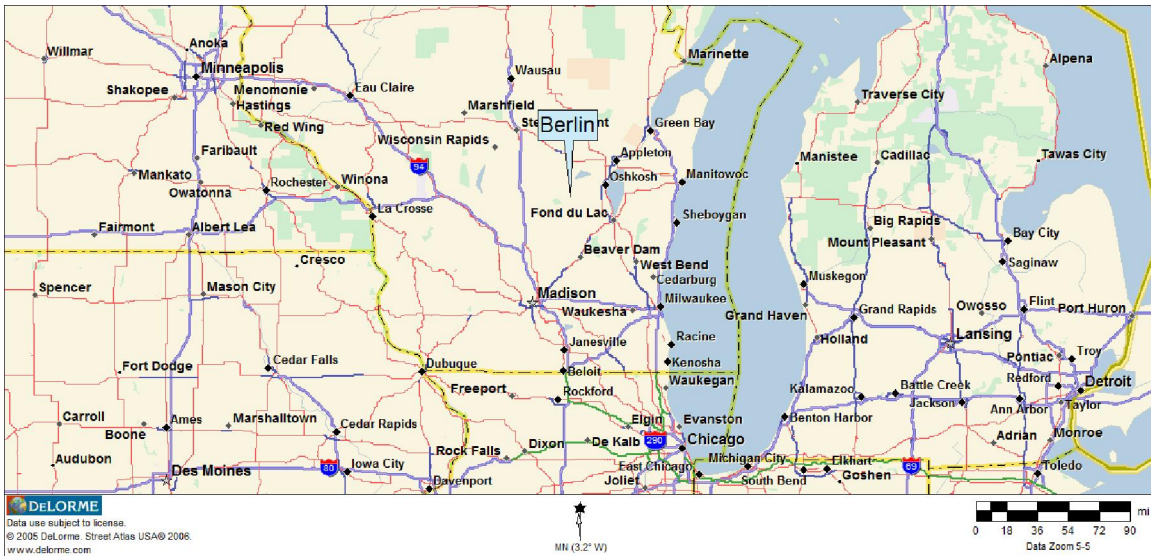 Willmar
Anoka
Minneapolis
Shakopee
Hastings
Menomonie
Eau Claire
Red Wing
Faribault
Mankato
Owatonna
Rochester
Winona
La Crosse
Fairmont
Albert Lea
Wausau
Marshfield
Wisconsin Rapids
94
Berlin
Marinette
Green Bay
Appleton
Oshkosh
Manitowoc
Fond du Lac
Sheboygan
Beaver Dam
West Bend
Cedarburg
Madison
Waukesha
Milwaukee
Racine
Janesville
Kenosha
Beloit
Waukegan
Traverse City
Alpena
Manistee
Cadillac
Tawas City
Big Rapids
Mount Pleasant
Bay City
Saginaw
Muskegon
Grand Haven
Grand Rapids
Owosso
Flint
Port Huron
Holland
Lansing
Pontiac
Troy
Redford
Detroit
Kalamazoo
Battle Creek
Jackson
Ann Arbor
Taylor
Benton Harbor
Adrian
Monroe
Cresco
Spencer
Mason City
Fort Dodge
Cedar Falls
Dubuque
Freeport
Rockford
Carroll
Ames
Boone
Marshalltown
Cedar Rapids
Audubon
Des Moines
80
Iowa City
Davenport
Rock Falls
Dixon
De Kalb
Elgin
290
Evanston
Chicago
East Chicago
Joliet
Michigan City
South Bend
Elkhart
Goshen
69
Toledo
DELORME
Data use subject to license.
© 2005 DeLorme. Street Atlas USA® 2006.
www.delorme.com
MN (3.2° W)
mi
0 18 36 54 72 90
Data Zoom 5-5